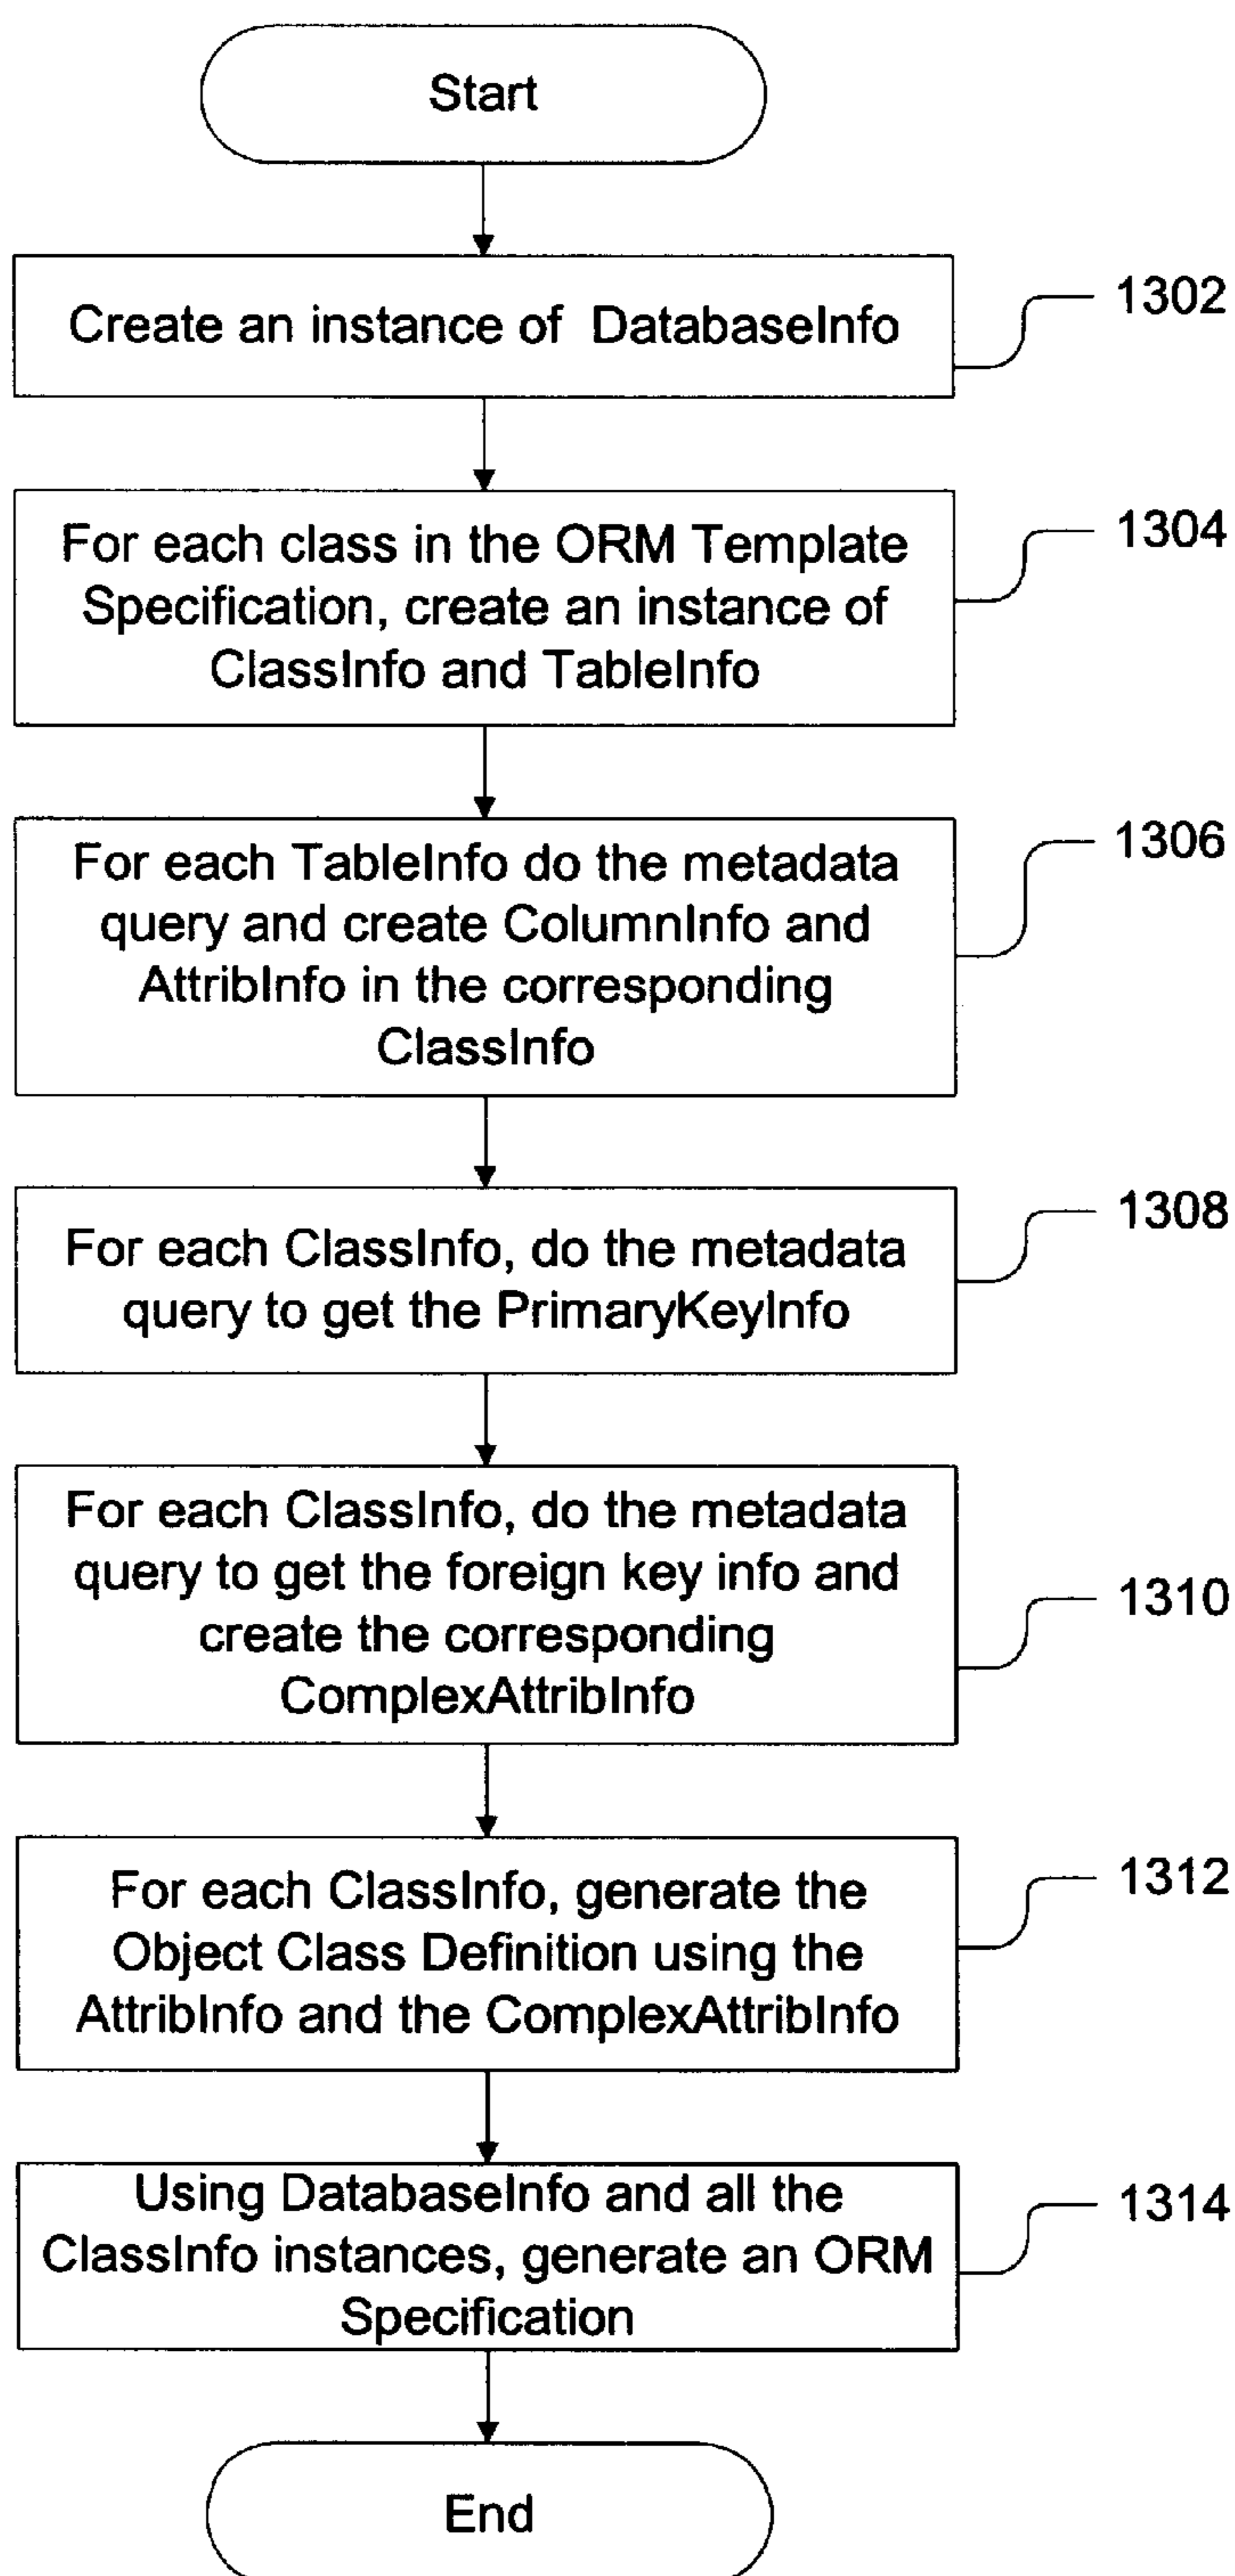 Start
Create an instance of DatabaseInfo
1302
For each class in the ORM Template
Specification, create an instance of
ClassInfo and TableInfo
1304
For each TableInfo do the metadata
query and create ColumnInfo and
AttribInfo in the corresponding
ClassInfo
1306
For each ClassInfo, do the metadata
query to get the PrimaryKeyInfo
1308
For each ClassInfo, do the metadata
query to get the foreign key info and
create the corresponding
ComplexAttribInfo
1310
For each ClassInfo, generate the
Object Class Definition using the
AttribInfo and the ComplexAttribInfo
1312
Using DatabaseInfo and all the
ClassInfo instances, generate an ORM
Specification
1314
End